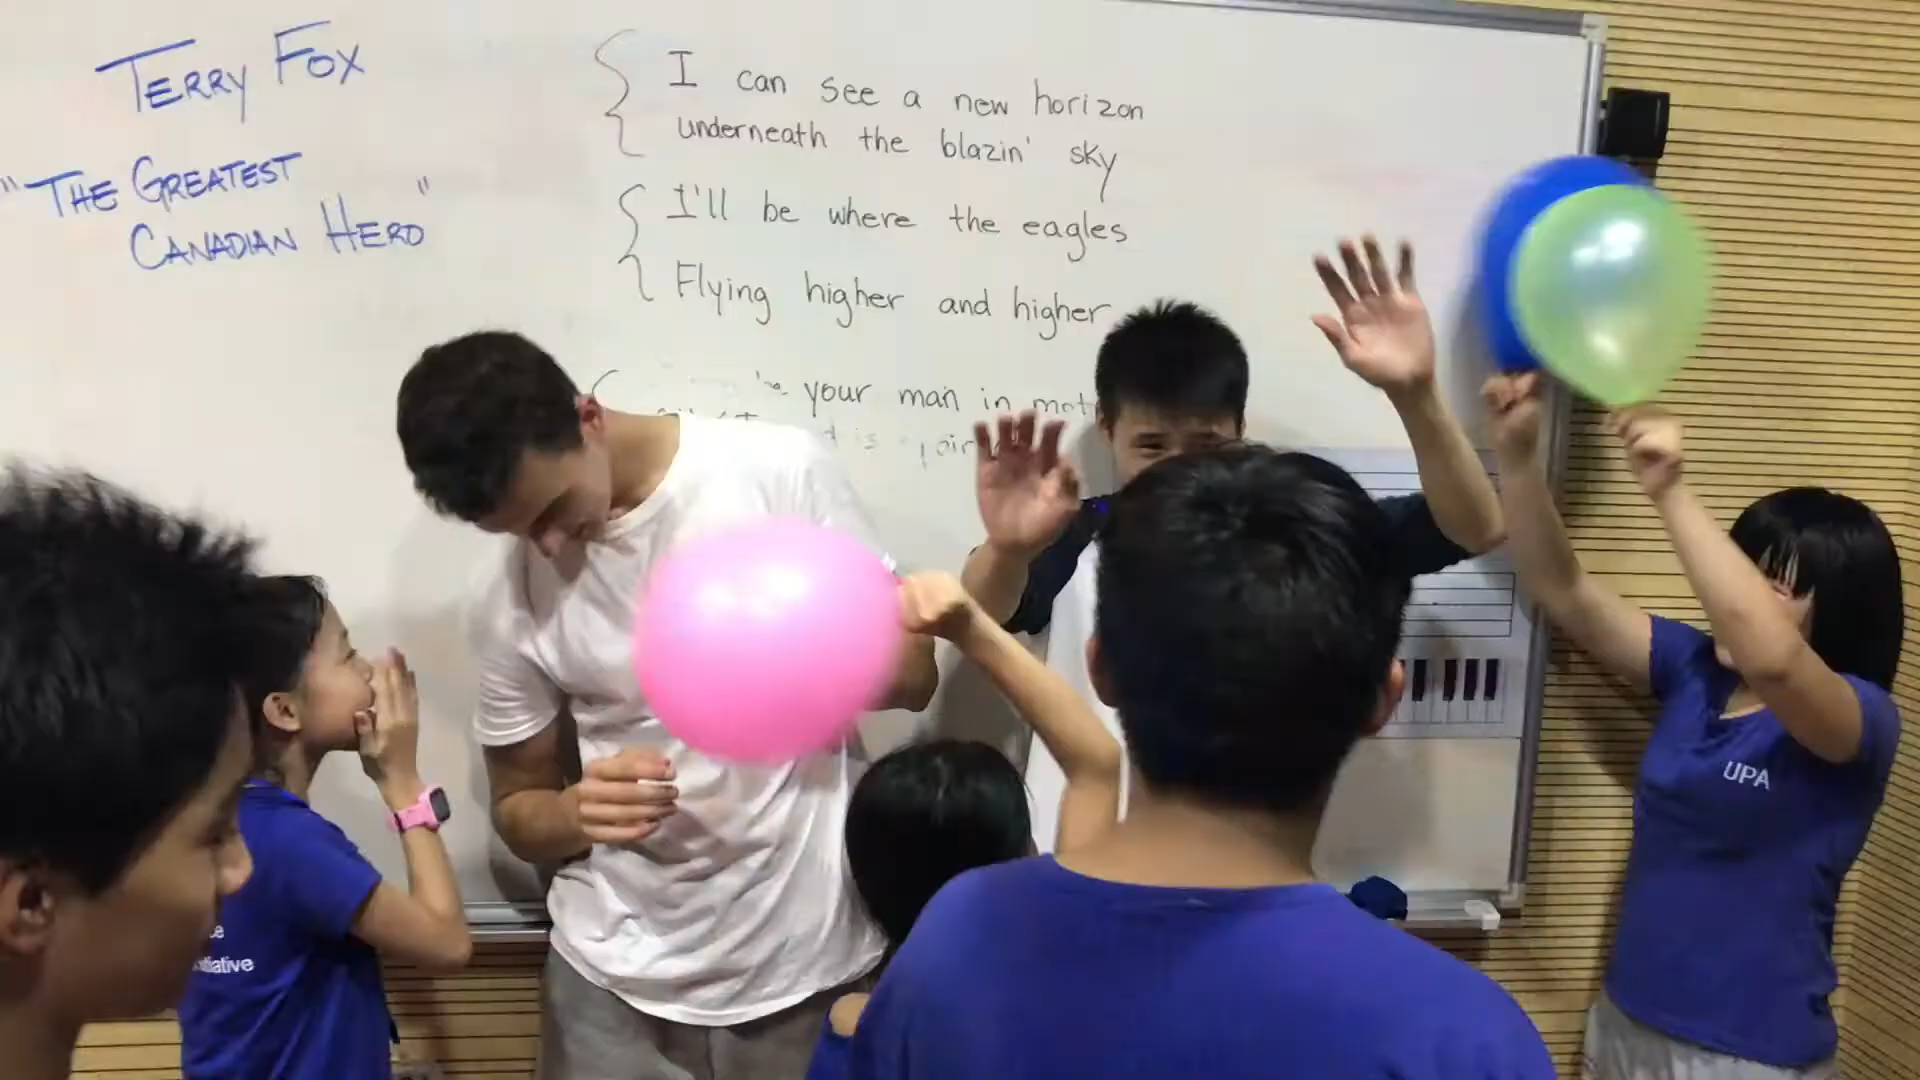 TERRY FOX
"THE GREATEST
CANADIAN HERO"
I can see a new horizon
underneath the blazin' sky
I'll be where the eagles
Flying higher and higher
your man in
UPA